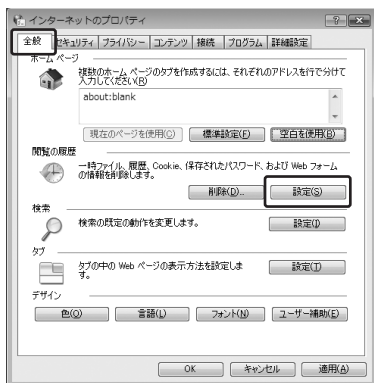 インターネットのプロパティ
全般 セキュリティ プライバシー コンテンツ 接続 プログラム 詳細設定
ホーム ページ
複数のホーム ページのタブを作成するには、それぞれのアドレスを行で分けて
入力してください(R)
about:blank
現在のページを使用(C) 標準設定(F) 空白を使用(B)
閲覧の履歴
一時ファイル、履歴、Cookie、保存されたパスワード、および Web フォーム
の情報を削除します。
削除(D)... 設定(S)
検索
検索の既定の動作を変更します。 設定(I)
タブ
タブの中の Web ページの表示方法を設定しま
す。
設定(T)
デザイン
色(O) 言語(L) フォント(N) ユーザー補助(E)
OK キャンセル 適用(A)